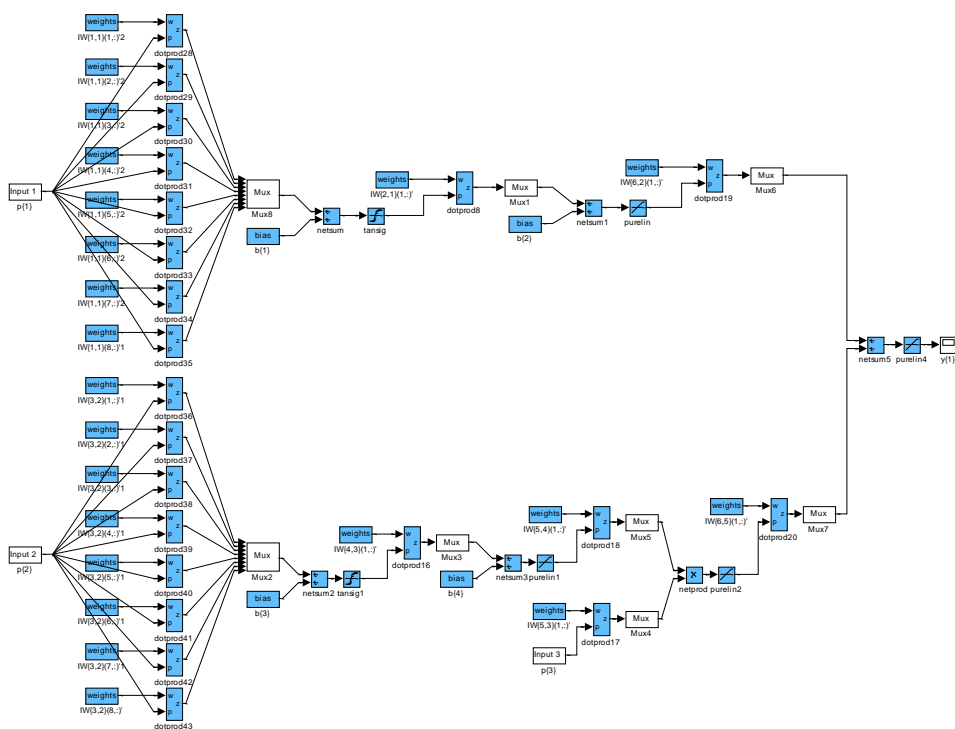 weights
w
z
p
IW{1,1}(1,:)'2
dotprod28
weights
w
z
p
IW{1,1}(2,:)'2
dotprod29
weights
w
z
p
IW{1,1}(3,:)'2
dotprod30
weights
w
z
p
IW{1,1}(4,:)'2
dotprod31
Input 1
p{1}
weights
w
z
p
IW{1,1}(5,:)'2
dotprod32
weights
w
z
p
IW{1,1}(6,:)'2
dotprod33
weights
w
z
p
IW{1,1}(7,:)'2
dotprod34
weights
w
z
p
IW{1,1}(8,:)'1
dotprod35
Mux
Mux8
bias
b{1}
netsum
tansig
weights
IW{2,1}(1,:)'
w
z
p
dotprod8
Mux
Mux1
bias
b{2}
netsum1
purelin
weights
IW{6,2}(1,:)'
w
z
p
dotprod19
Mux
Mux6
netsum5
purelin4
y{1}
weights
w
z
p
IW{3,2}(1,:)'1
dotprod36
weights
w
z
p
IW{3,2}(2,:)'1
dotprod37
weights
w
z
p
IW{3,2}(3,:)'1
dotprod38
weights
w
z
p
IW{3,2}(4,:)'1
dotprod39
Input 2
p{2}
weights
w
z
p
IW{3,2}(5,:)'1
dotprod40
weights
w
z
p
IW{3,2}(6,:)'1
dotprod41
weights
w
z
p
IW{3,2}(7,:)'1
dotprod42
weights
w
z
p
IW{3,2}(8,:)'
dotprod43
Mux
Mux2
bias
b{3}
netsum2
tansig1
weights
IW{4,3}(1,:)'
w
z
p
dotprod16
Mux
Mux3
bias
b{4}
netsum3
purelin1
weights
IW{5,4}(1,:)'
w
z
p
dotprod18
Mux
Mux5
weights
IW{5,3}(1,:)'
w
z
p
dotprod17
Input 3
p{3}
Mux
Mux4
netprod
purelin2
weights
IW{6,5}(1,:)'
w
z
p
dotprod20
Mux
Mux7